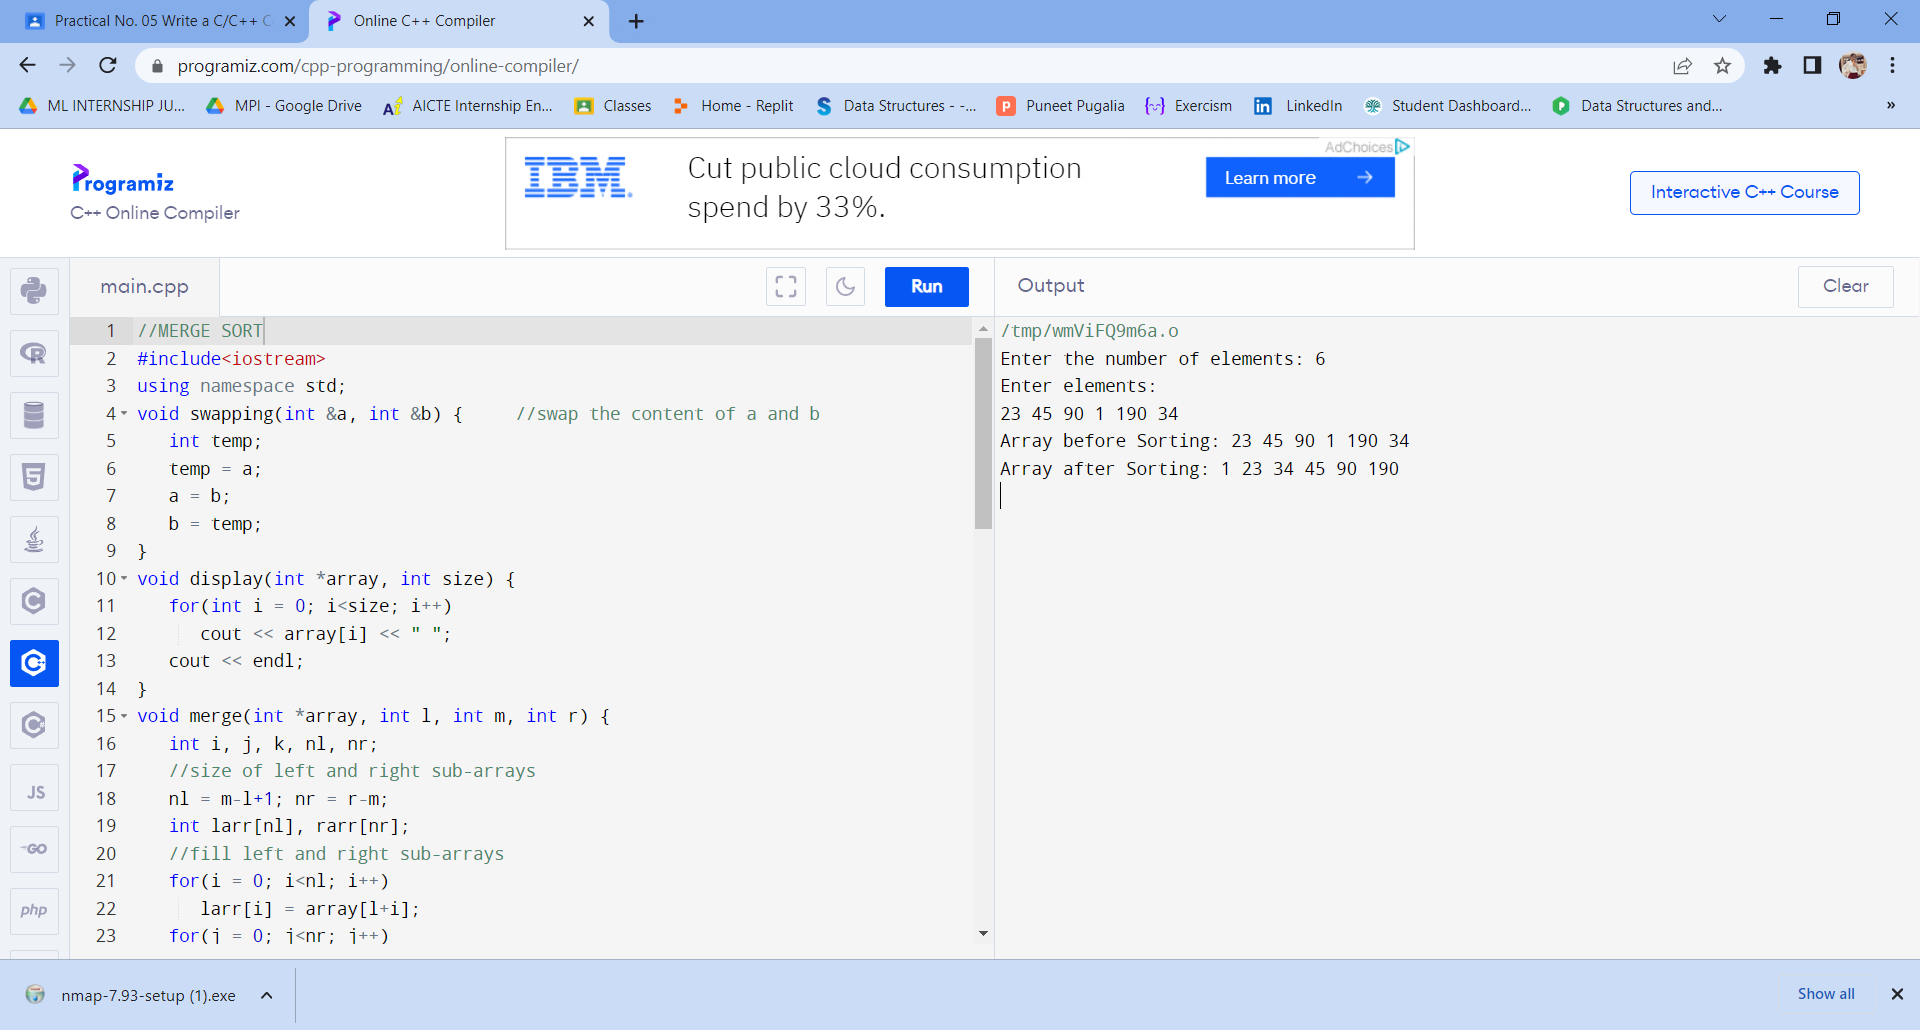 Practical No. 05 Write a C/C++ C
Online C++ Compiler
programiz.com/cpp-programming/online-compiler/
ML INTERNSHIP JU...
MPI - Google Drive
AICTE Internship En...
Classes
Home - Replit
Data Structures - -...
Puneet Pugalia
Exercism
LinkedIn
Student Dashboard...
Data Structures and...
»
Programiz
C++ Online Compiler
IBM
Cut public cloud consumption
spend by 33%.
AdChoices
Learn more
Interactive C++ Course
main.cpp
Run
Output
Clear
1 //MERGE SORT
2 #include<iostream>
3 using namespace std;
4 void swapping(int &a, int &b) {     //swap the content of a and b
5    int temp;
6    temp = a;
7    a = b;
8    b = temp;
9 }
10 void display(int *array, int size) {
11    for(int i = 0; i<size; i++)
12       cout << array[i] << " ";
13    cout << endl;
14 }
15 void merge(int *array, int l, int m, int r) {
16    int i, j, k, nl, nr;
17    //size of left and right sub-arrays
18    nl = m-l+1; nr = r-m;
19    int larr[nl], rarr[nr];
20    //fill left and right sub-arrays
21    for(i = 0; i<nl; i++)
22       larr[i] = array[l+i];
23    for(j = 0; j<nr; j++)
/tmp/wmViFQ9m6a.o
Enter the number of elements: 6
Enter elements:
23 45 90 1 190 34
Array before Sorting: 23 45 90 1 190 34
Array after Sorting: 1 23 34 45 90 190
R
5
C
C++
C#
JS
GO
php
nmap-7.93-setup (1).exe
Show all